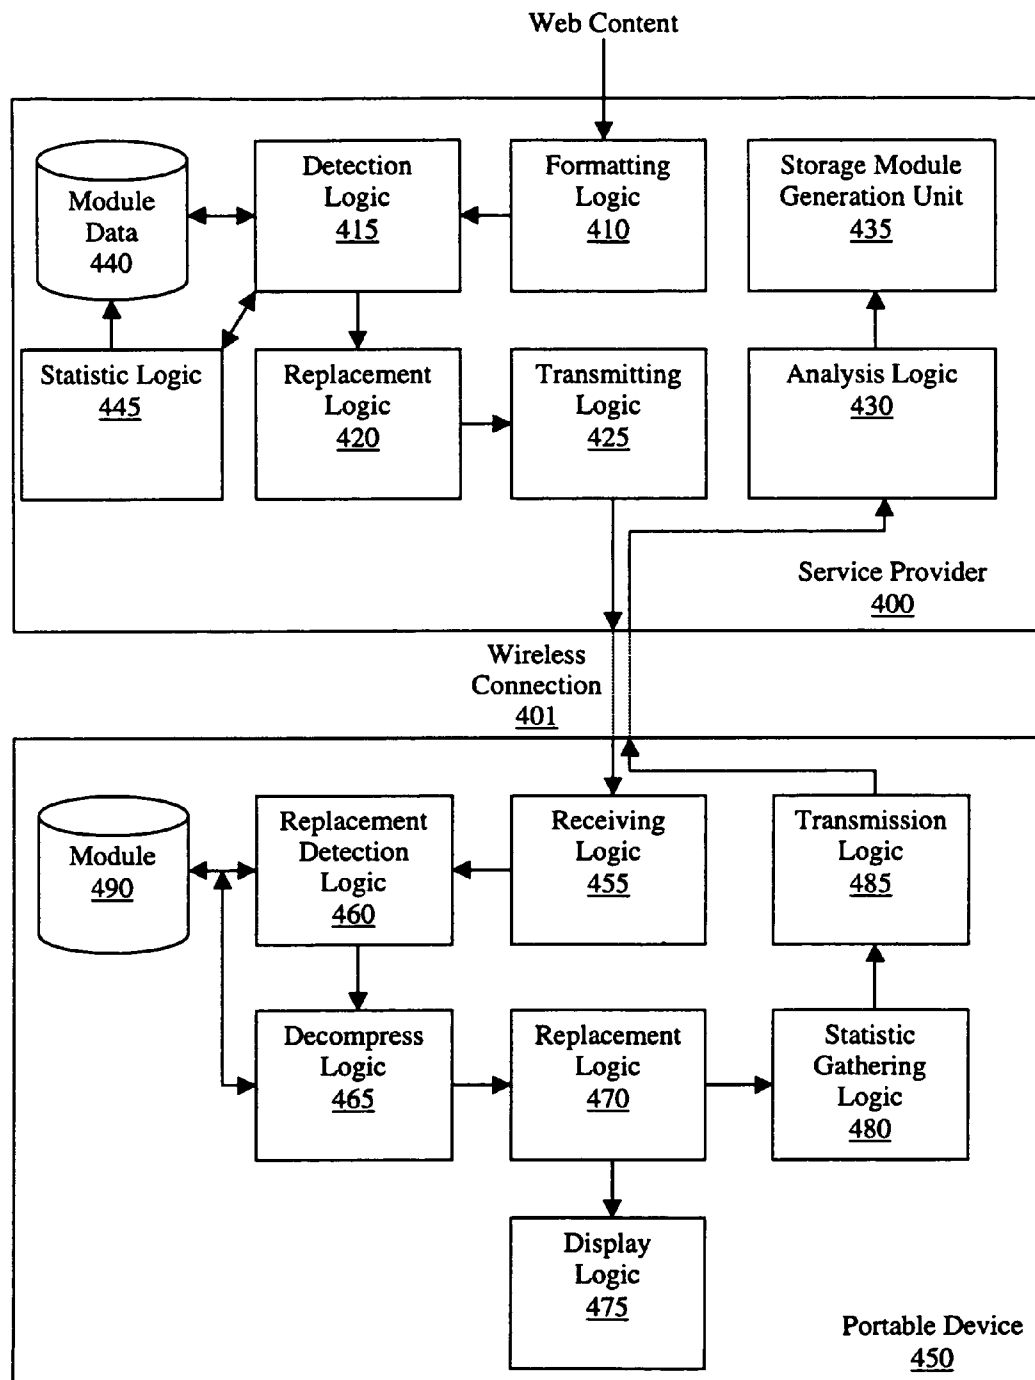 Web Content
Module
Data
440
Detection
Logic
415
Formatting
Logic
410
Storage Module
Generation Unit
435
Statistic Logic
445
Replacement
Logic
420
Transmitting
Logic
425
Analysis Logic
430
Service Provider
400
Wireless
Connection
401
Module
490
Replacement
Detection
Logic
460
Receiving
Logic
455
Transmission
Logic
485
Decompress
Logic
465
Replacement
Logic
470
Statistic
Gathering
Logic
480
Display
Logic
475
Portable Device
450